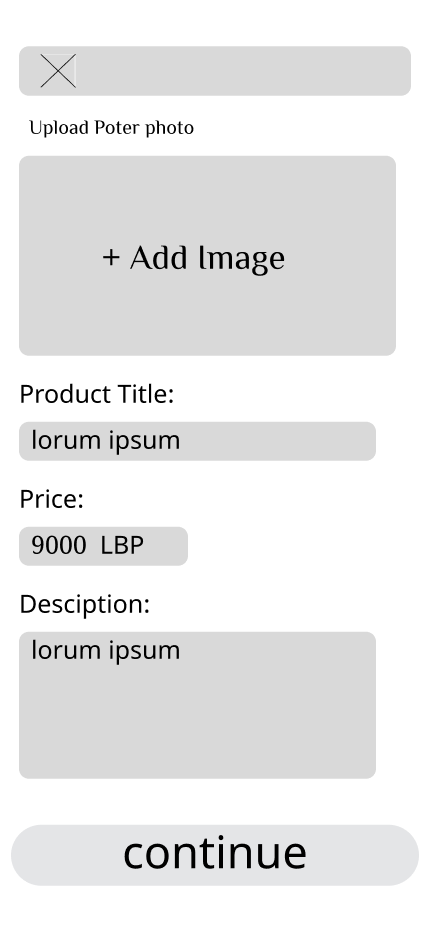 Upload Poter photo
+ Add Image
Product Title:
lorum ipsum
Price:
9000 LBP
Desciption:
lorum ipsum
continue